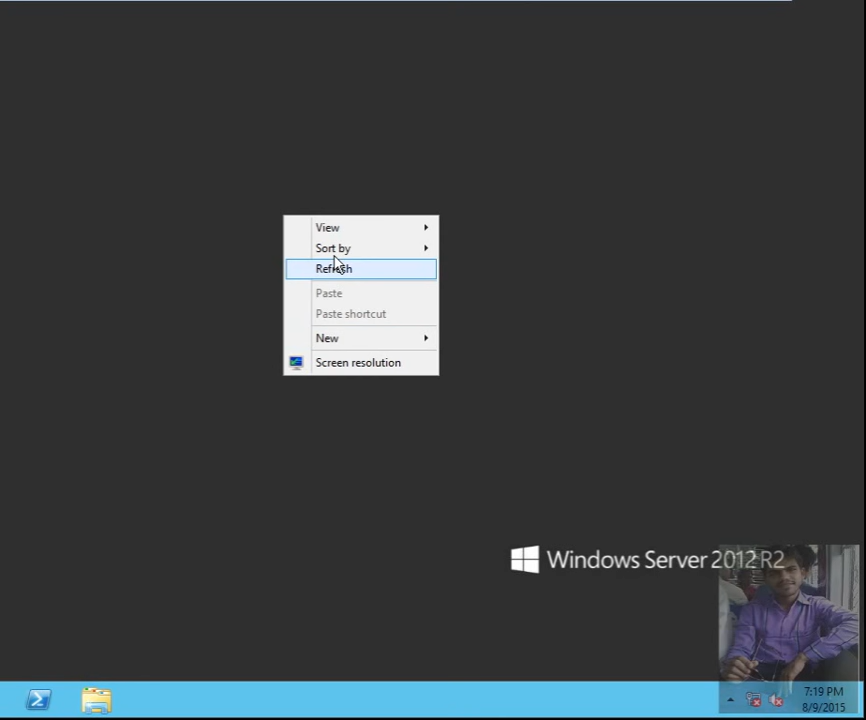 View
Sort by
Refresh
Paste
Paste shortcut
New
Screen resolution
Windows Server 2012 R2
7:19 PM
8/9/2015